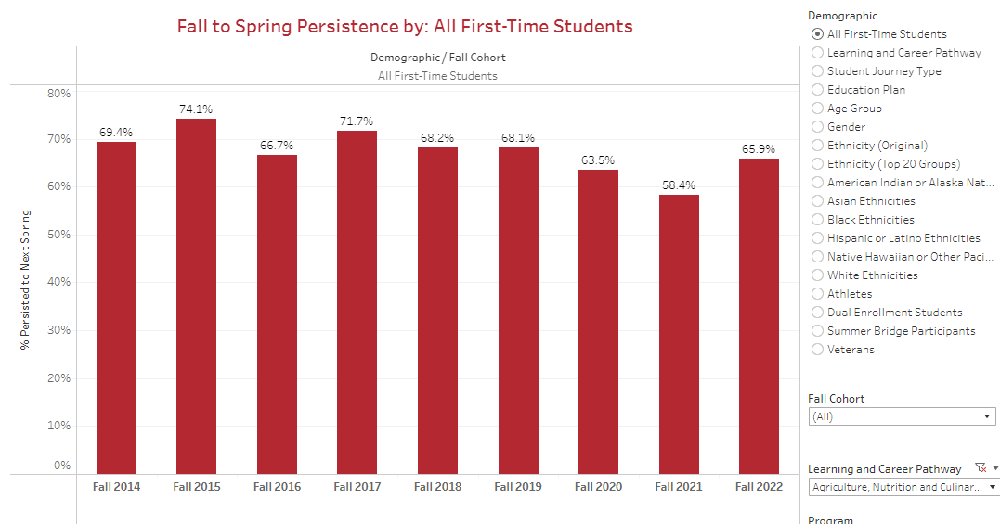 Fall to Spring Persistence by: All First-Time Students
Demographic / Fall Cohort
All First-Time Students
% Persisted to Next Spring
80%
70%
60%
50%
40%
30%
20%
10%
0%
69.4%
74.1%
66.7%
71.7%
68.2%
68.1%
63.5%
58.4%
65.9%
Fall 2014
Fall 2015
Fall 2016
Fall 2017
Fall 2018
Fall 2019
Fall 2020
Fall 2021
Fall 2022
Demographic
All First-Time Students
Learning and Career Pathway
Student Journey Type
Education Plan
Age Group
Gender
Ethnicity (Original)
Ethnicity (Top 20 Groups)
American Indian or Alaska Nat...
Asian Ethnicities
Black Ethnicities
Hispanic or Latino Ethnicities
Native Hawaiian or Other Paci...
White Ethnicities
Athletes
Dual Enrollment Students
Summer Bridge Participants
Veterans
Fall Cohort
(All)
Learning and Career Pathway
Agriculture, Nutrition and Culinar...
Program